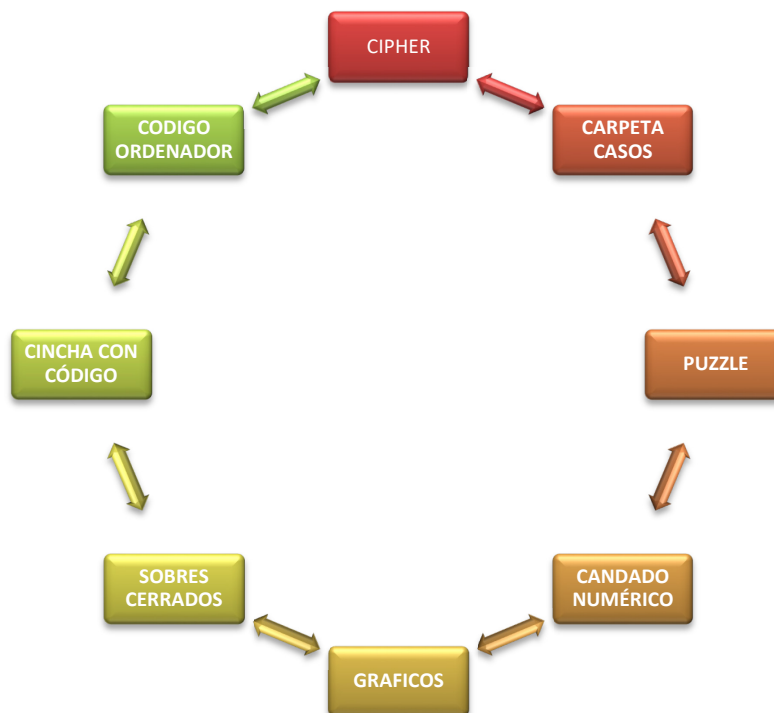 CIPHER
CARPETA
CASOS
PUZZLE
CANDADO
NUMÉRICO
GRAFICOS
SOBRES
CERRADOS
CINCHA CON
CÓDIGO
CODIGO
ORDENADOR